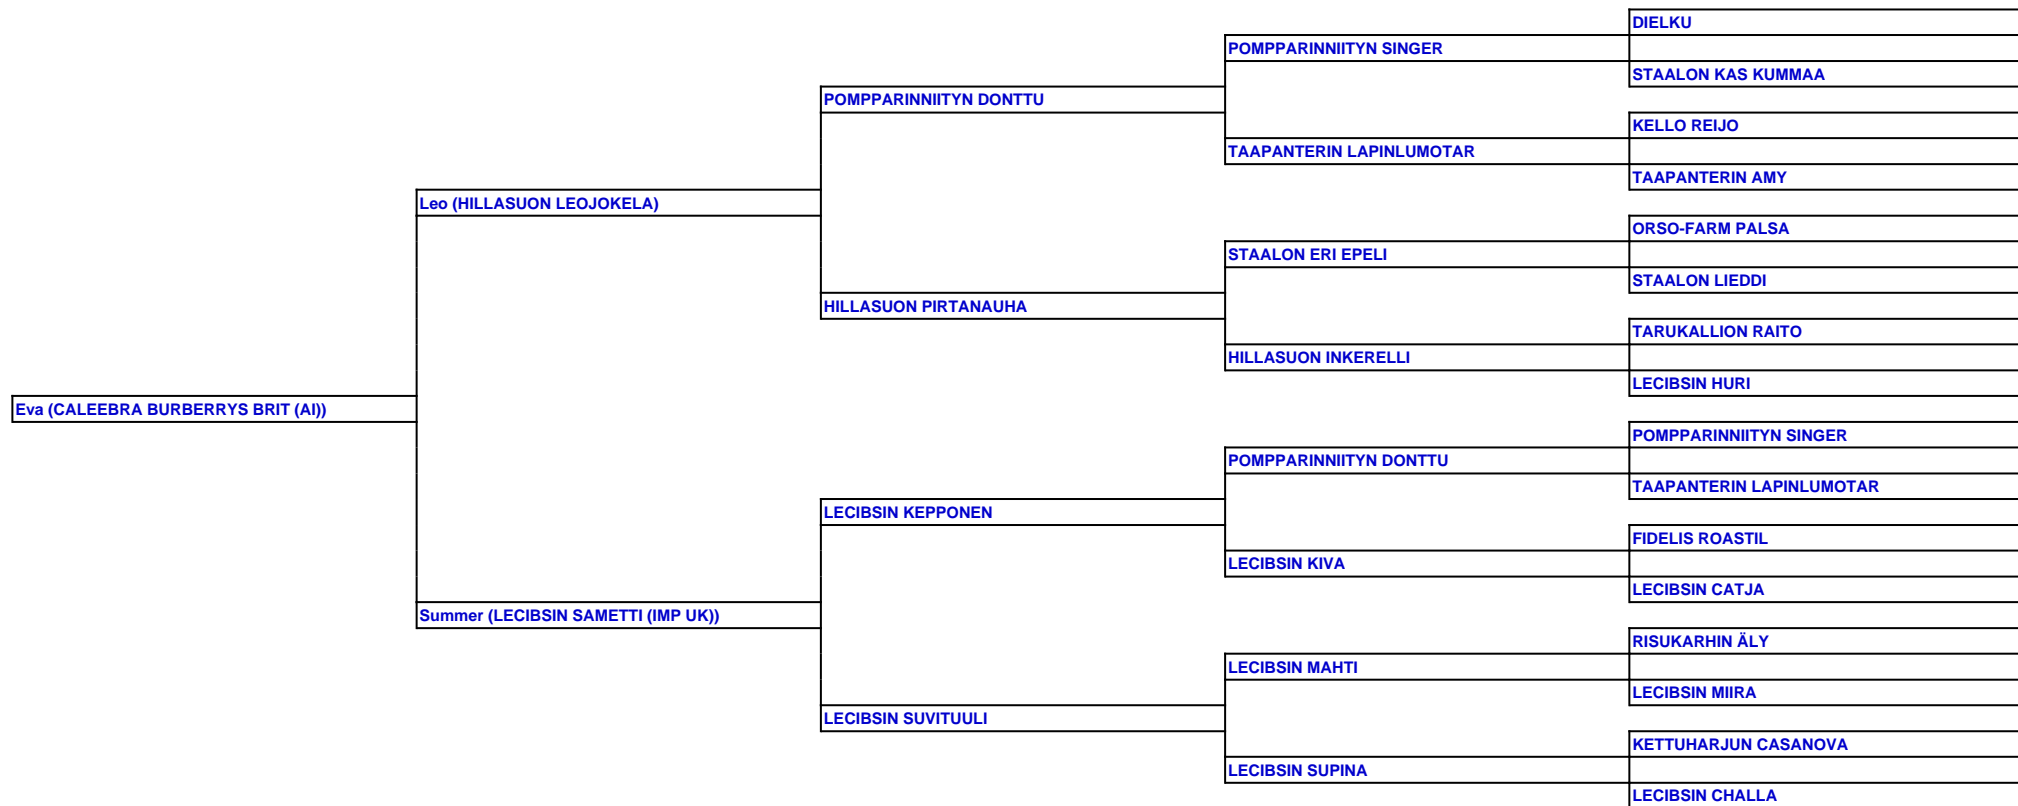 DIELKU
POMPPARINNIITYN SINGER
STAALON KAS KUMMAA
POMPPARINNIITYN DONTTU
KELLO REIJO
TAAPANTERIN LAPINLUMOTAR
TAAPANTERIN AMY
Leo (HILLASUON LEOJOKELA)
ORSO-FARM PALSA
STAALON ERI EPELI
STAALON LIEDDI
HILLASUON PIRTANAUHA
TARUKALLION RAITO
HILLASUON INKERELLI
LECIBSIN HURI
Eva (CALEEBRA BURBERRYS BRIT (AI))
POMPPARINNIITYN SINGER
POMPPARINNIITYN DONTTU
TAAPANTERIN LAPINLUMOTAR
LECIBSIN KEPPONEN
FIDELIS ROASTIL
LECIBSIN KIVA
LECIBSIN CATJA
Summer (LECIBSIN SAMETTI (IMP UK))
RISUKARHIN ÄLY
LECIBSIN MAHTI
LECIBSIN MIIRA
LECIBSIN SUVITUULI
KETTUHARJUN CASANOVA
LECIBSIN SUPINA
LECIBSIN CHALLA